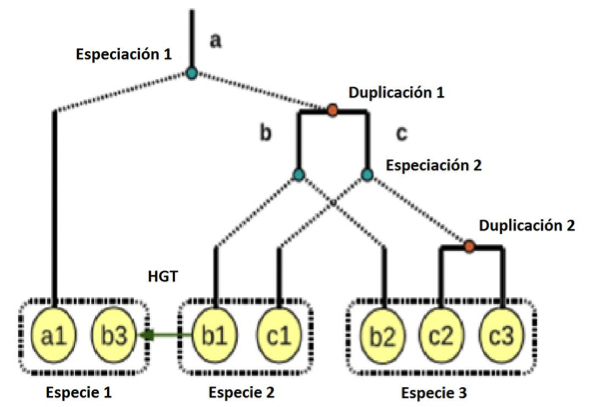 a
Especiación 1
Duplicación 1
b
c
Especiación 2
Duplicación 2
HGT
a1
b3
b1
c1
b2
c2
c3
Especie 1
Especie 2
Especie 3